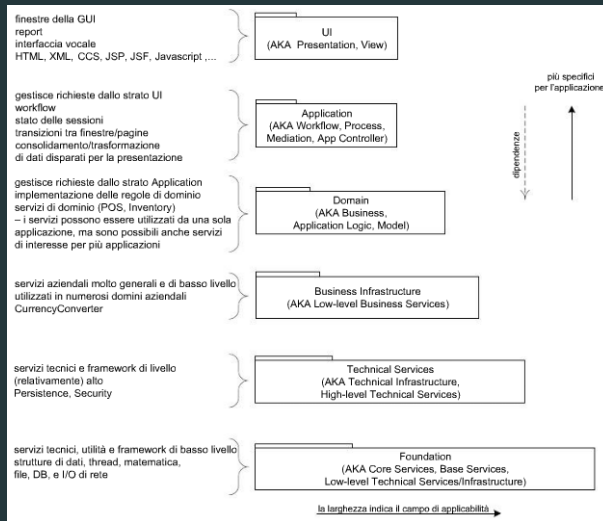 finestre della GUI
report
interfaccia vocale
HTML, XML, CCS, JSP, JSF, Javascript ,...
UI
(AKA Presentation, View)
più specifici
per l'applicazione
dipendenze
gestisce richieste dallo strato UI
workflow
stato delle sessioni
transizioni tra finestre/pagine
consolidamento/trasformazione
di dati disparati per la presentazione
Application
(AKA Workflow, Process,
Mediation, App Controller)
gestisce richieste dallo strato Application
implementazione delle regole di dominio
servizi di dominio (POS, Inventory)
– i servizi possono essere utilizzati da una sola
applicazione, ma sono possibili anche servizi
di interesse per più applicazioni
Domain
(AKA Business,
Application Logic, Model)
servizi aziendali molto generali e di basso livello
utilizzati in numerosi domini aziendali
CurrencyConverter
Business Infrastructure
(AKA Low-level Business Services)
servizi tecnici e framework di livello
(relativamente) alto
Persistence, Security
Technical Services
(AKA Technical Infrastructure,
High-level Technical Services)
servizi tecnici, utilità e framework di basso livello
strutture di dati, thread, matematica,
file, DB, e I/O di rete
Foundation
(AKA Core Services, Base Services,
Low-level Technical Services/Infrastructure)
la larghezza indica il campo di applicabilità